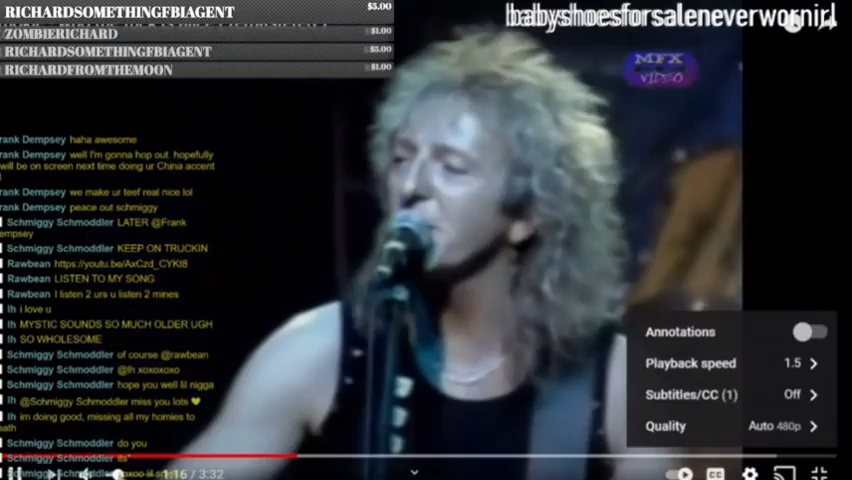 RICHARDSOMETHINGFBIAGENT $5.00
ZOMBIERICHARD $1.00
RICHARDSOMETHINGFBIAGENT $5.00
RICHARDFROMTHEMOON $1.00
babyshoesforsaleneverwornirl
MFX
VIDEO
rank Dempsey haha awesome
rank Dempsey well I'm gonna hop out. hopefully
will be on screen next time doing ur China accent
rank Dempsey we make ur teef real nice lol
rank Dempsey peace out schmiggy
Schmiggy Schmoddler LATER @Frank
empsey
Schmiggy Schmoddler KEEP ON TRUCKIN
Rawbean https://youtu.be/AxCzd_CYKt8
Rawbean LISTEN TO MY SONG
Rawbean I listen 2 urs u listen 2 mines
lh i love u
lh MYSTIC SOUNDS SO MUCH OLDER UGH
lh SO WHOLESOME
Schmiggy Schmoddler of course @rawbean
Schmiggy Schmoddler @lh xoxoxoxo
Schmiggy Schmoddler hope you well lil nigga
lh @Schmiggy Schmoddler miss you lots 💛
lh im doing good, missing all my homies to
eath
Schmiggy Schmoddler do you
Schmiggy Schmoddler its*
Schmiggy Schmoddler
Annotations
Playback speed 1.5
Subtitles/CC (1) Off
Quality Auto 480p
1:16 / 3:32